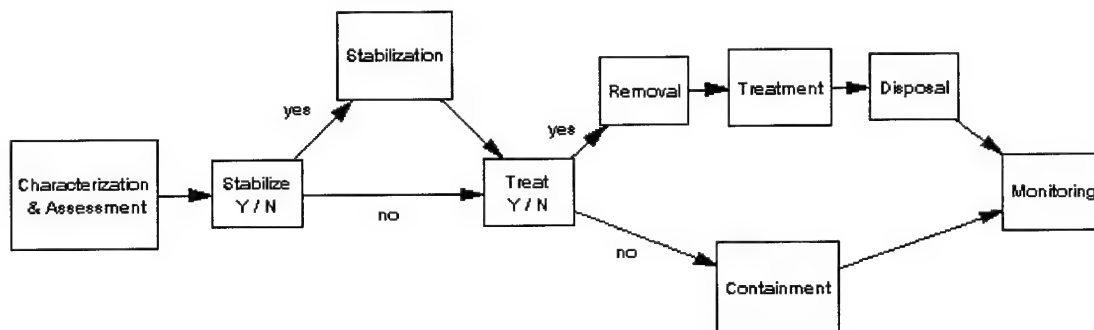 Stabilization
Removal
Treatment
Disposal
yes
yes
Characterization
& Assessment
Stabilize
Y / N
Treat
Y / N
Monitoring
no
no
Containment